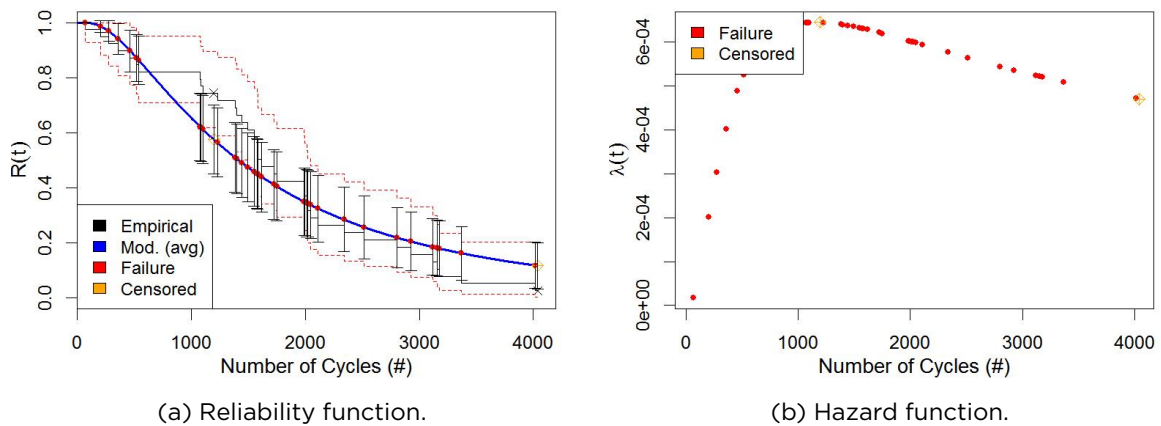 1.0
0.8
0.6
0.4
0.2
0.0
R(t)
Empirical
Mod. (avg)
Failure
Censored
0 1000 2000 3000 4000
Number of Cycles (#)
(a) Reliability function.
6e-04
4e-04
2e-04
0e+00
λ(t)
Failure
Censored
0 1000 2000 3000 4000
Number of Cycles (#)
(b) Hazard function.